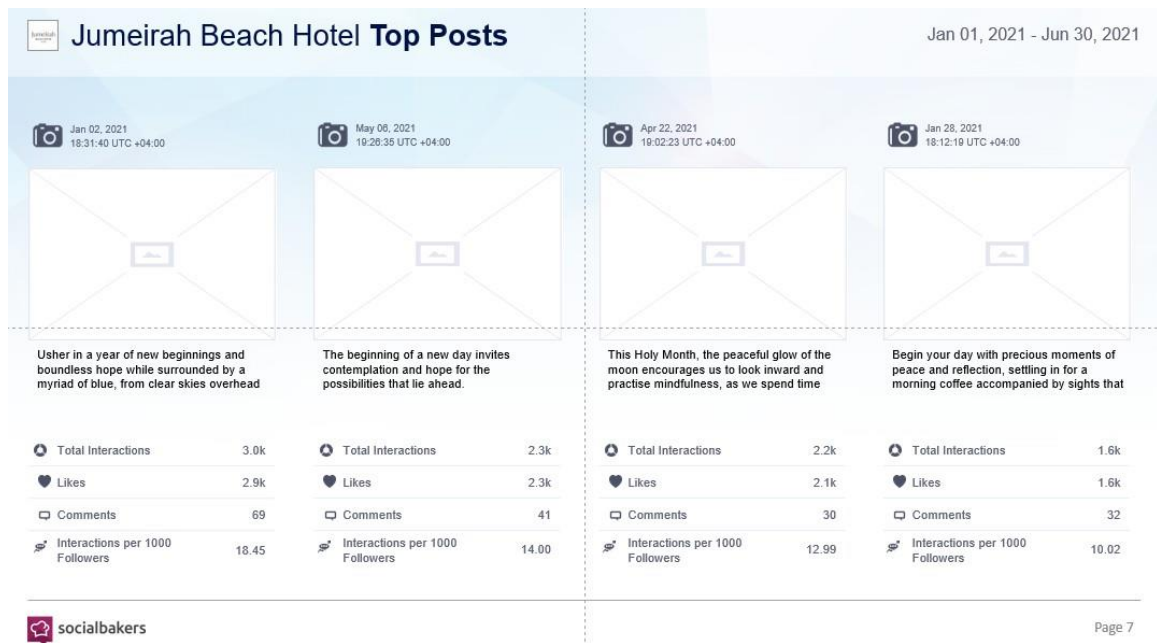 Jumeirah Beach Hotel Top Posts
Jan 01, 2021 - Jun 30, 2021
Jan 02, 2021
18:31:40 UTC +04:00
Usher in a year of new beginnings and
boundless hope while surrounded by a
myriad of blue, from clear skies overhead
Total Interactions 3.0k
Likes 2.9k
Comments 69
Interactions per 1000
Followers 18.45
May 06, 2021
19:26:35 UTC +04:00
The beginning of a new day invites
contemplation and hope for the
possibilities that lie ahead.
Total Interactions 2.3k
Likes 2.3k
Comments 41
Interactions per 1000
Followers 14.00
Apr 22, 2021
19:02:23 UTC +04:00
This Holy Month, the peaceful glow of the
moon encourages us to look inward and
practise mindfulness, as we spend time
Total Interactions 2.2k
Likes 2.1k
Comments 30
Interactions per 1000
Followers 12.99
Jan 28, 2021
18:12:19 UTC +04:00
Begin your day with precious moments of
peace and reflection, settling in for a
morning coffee accompanied by sights that
Total Interactions 1.6k
Likes 1.6k
Comments 32
Interactions per 1000
Followers 10.02
socialbakers
Page 7